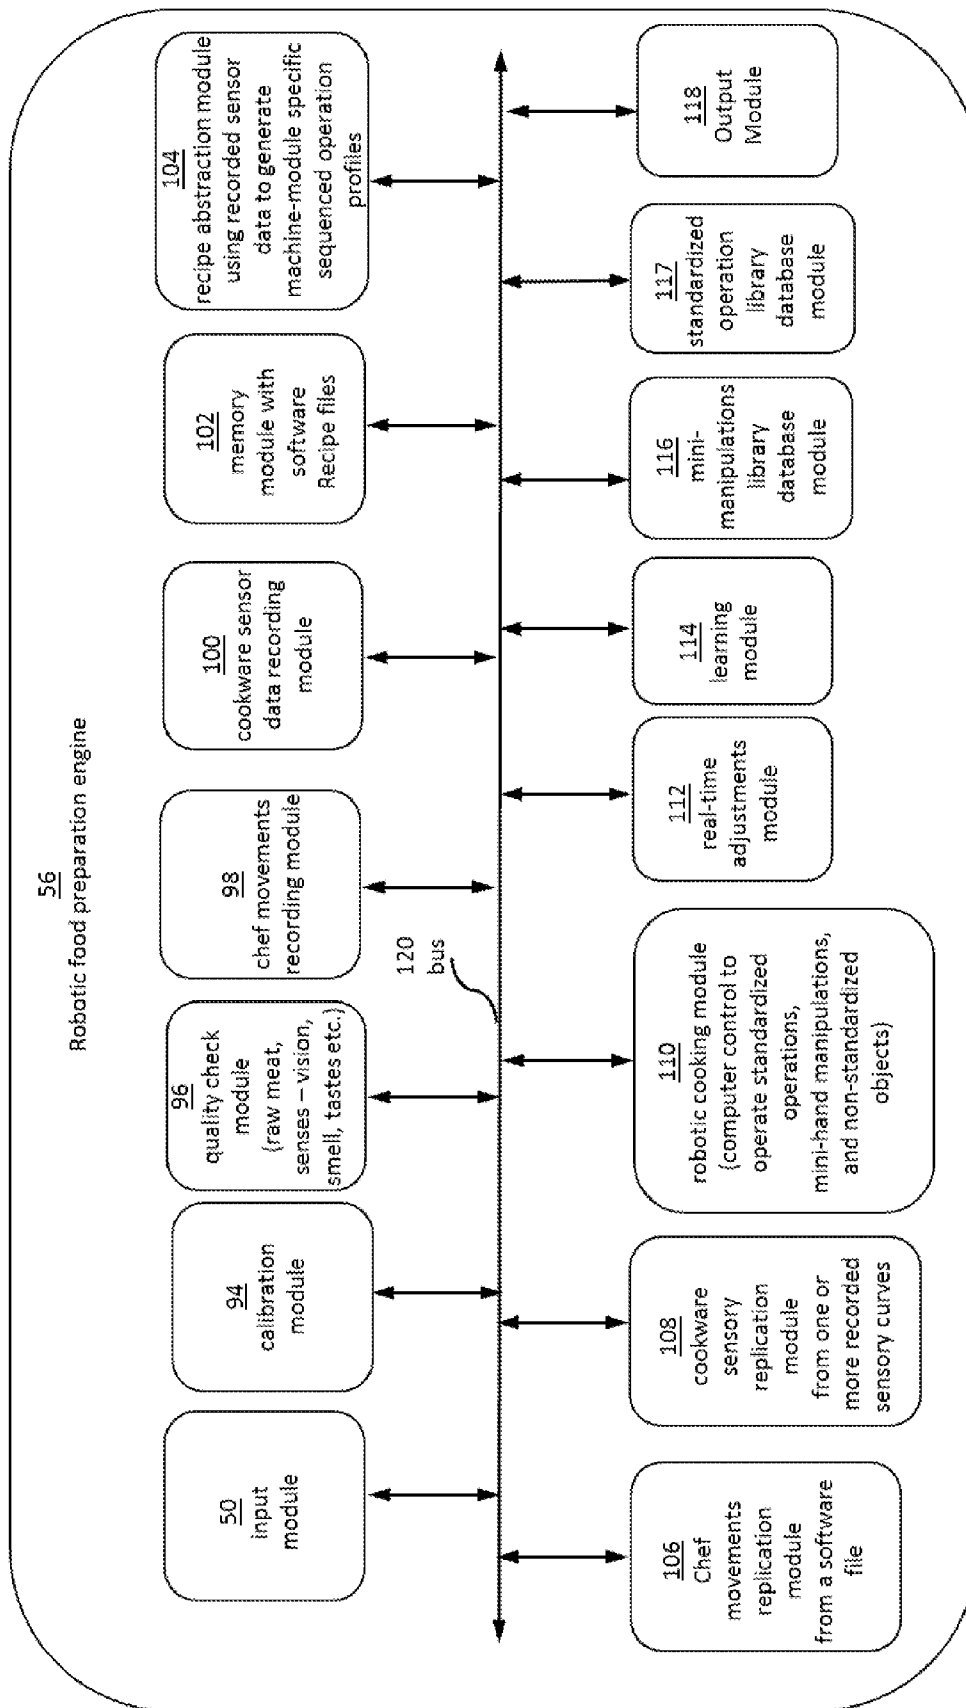 56
Robotic food preparation engine
50
input
module
94
calibration
module
96
quality check
module
(raw meat,
senses – vision,
smell, tastes etc.)
98
chef movements
recording module
100
cookware sensor
data recording
module
102
memory
module with
software
Recipe files
104
recipe abstraction module
using recorded sensor
data to generate
machine-module specific
sequenced operation
profiles
120
bus
106
Chef
movements
replication
module
from a software
file
108
cookware
sensory
replication
module
from one or
more recorded
sensory curves
110
robotic cooking module
(computer control to
operate standardized
operations,
mini-hand manipulations,
and non-standardized
objects)
112
real-time
adjustments
module
114
learning
module
116
mini-
manipulations
library
database
module
117
standardized
operation
library
database
module
118
Output
Module